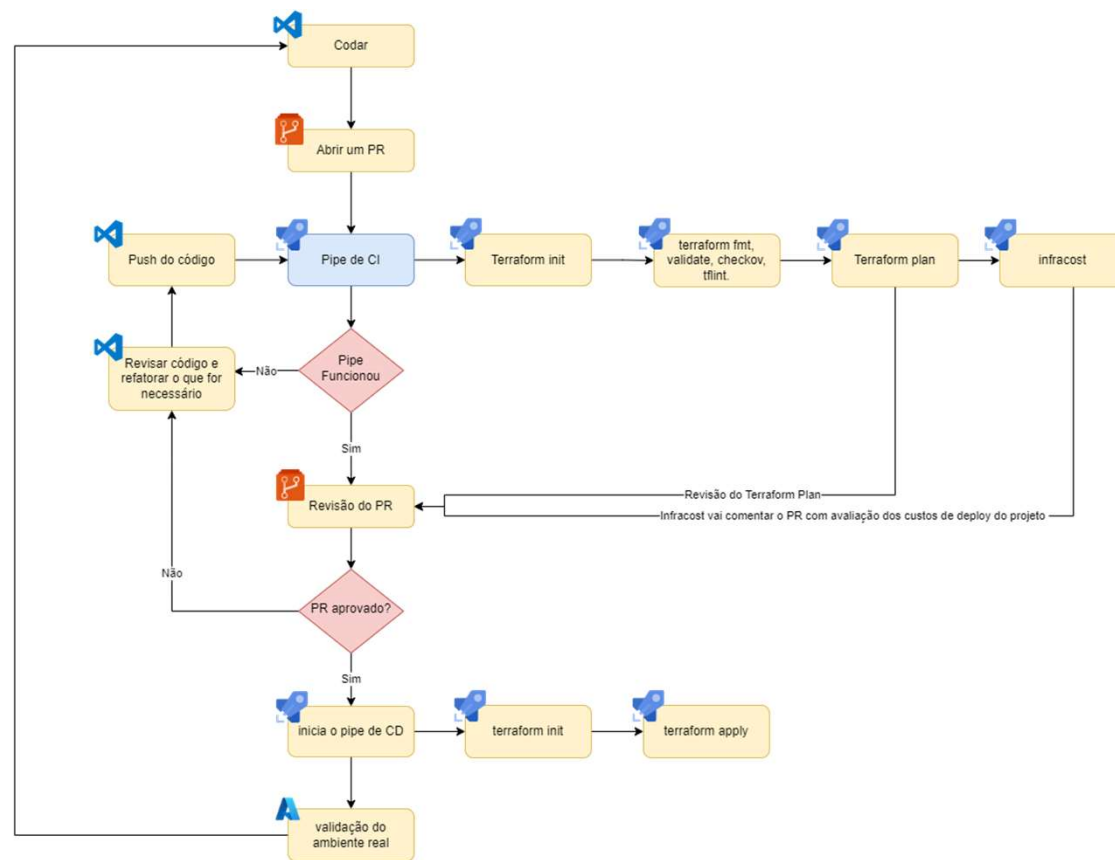 Codar
Abrir um PR
Push do código
Pipe de CI
Terraform init
terraform fmt,
validate, checkov,
tflint.
Terraform plan
infracost
Revisar código e
refatorar o que for
necessário
Não
Pipe
Funcionou
Sim
Revisão do PR
Revisão do Terraform Plan
Infracost vai comentar o PR com avaliação dos custos de deploy do projeto
Não
PR aprovado?
Sim
inicia o pipe de CD
terraform init
terraform apply
validação do
ambiente real